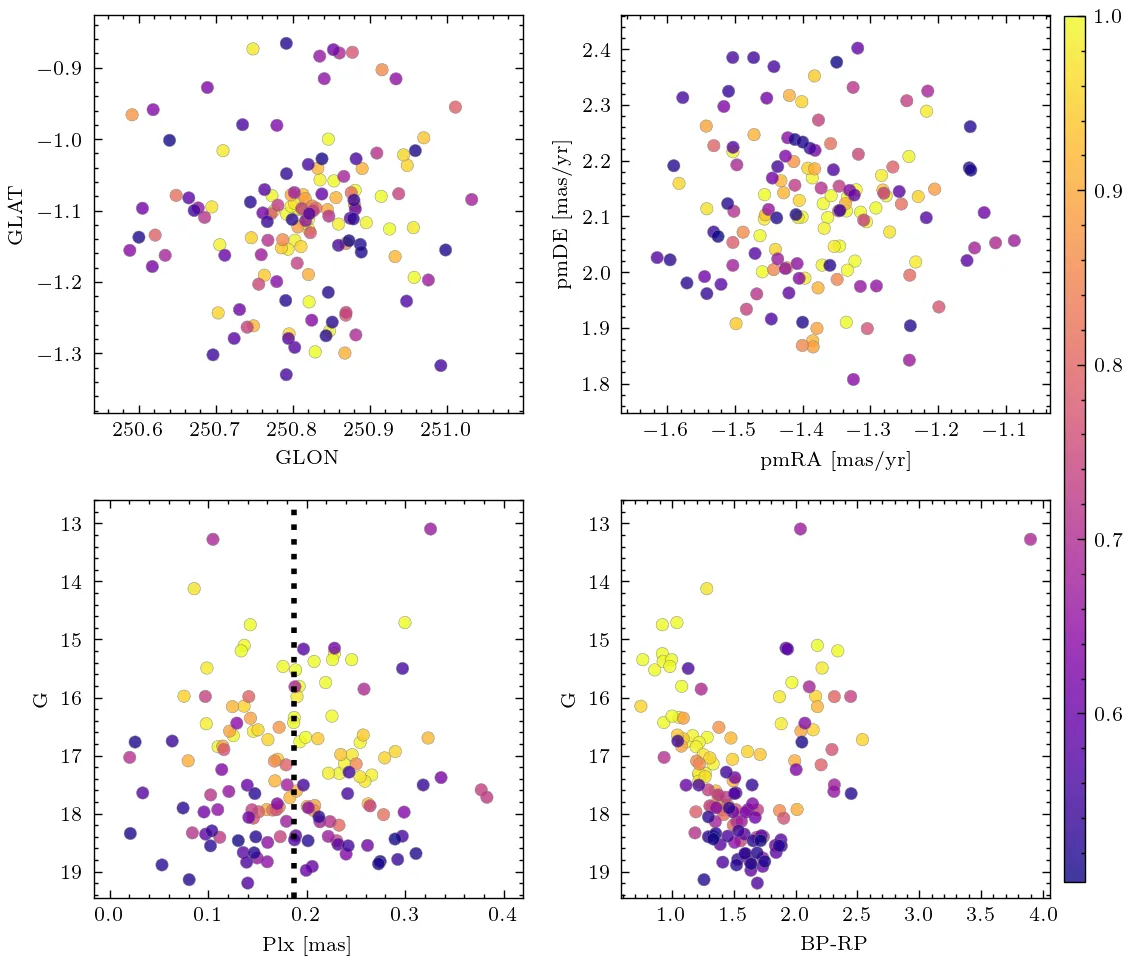 −0.9
−1.0
−1.1
−1.2
−1.3
GLAT
250.6 250.7 250.8 250.9 251.0
GLON
2.4
2.3
2.2
2.1
2.0
1.9
1.8
pmDE [mas/yr]
−1.6 −1.5 −1.4 −1.3 −1.2 −1.1
pmRA [mas/yr]
1.0
0.9
0.8
0.7
0.6
13
14
15
16
17
18
19
G
0.0 0.1 0.2 0.3 0.4
Plx [mas]
13
14
15
16
17
18
19
G
1.0 1.5 2.0 2.5 3.0 3.5 4.0
BP-RP